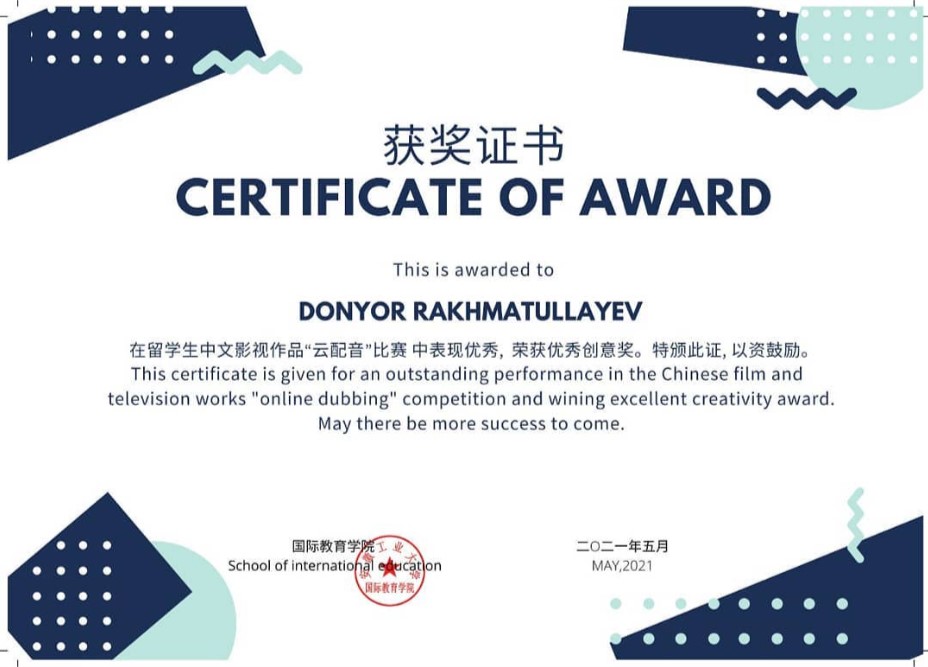 获奖证书
CERTIFICATE OF AWARD
This is awarded to
DONYOR RAKHMATULLAYEV
在留学生中文影视作品“云配音”比赛 中表现优秀, 荣获优秀创意奖。特颁此证, 以资鼓励。
This certificate is given for an outstanding performance in the Chinese film and
television works "online dubbing" competition and wining excellent creativity award.
May there be more success to come.
国际教育学院
School of international education
安徽工业大学
国际教育学院
二〇二一年五月
MAY,2021